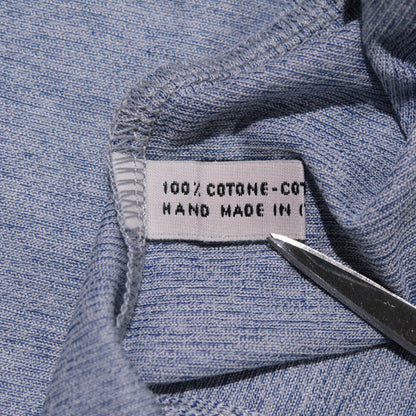 100% COTONE-COT
HAND MADE IN (